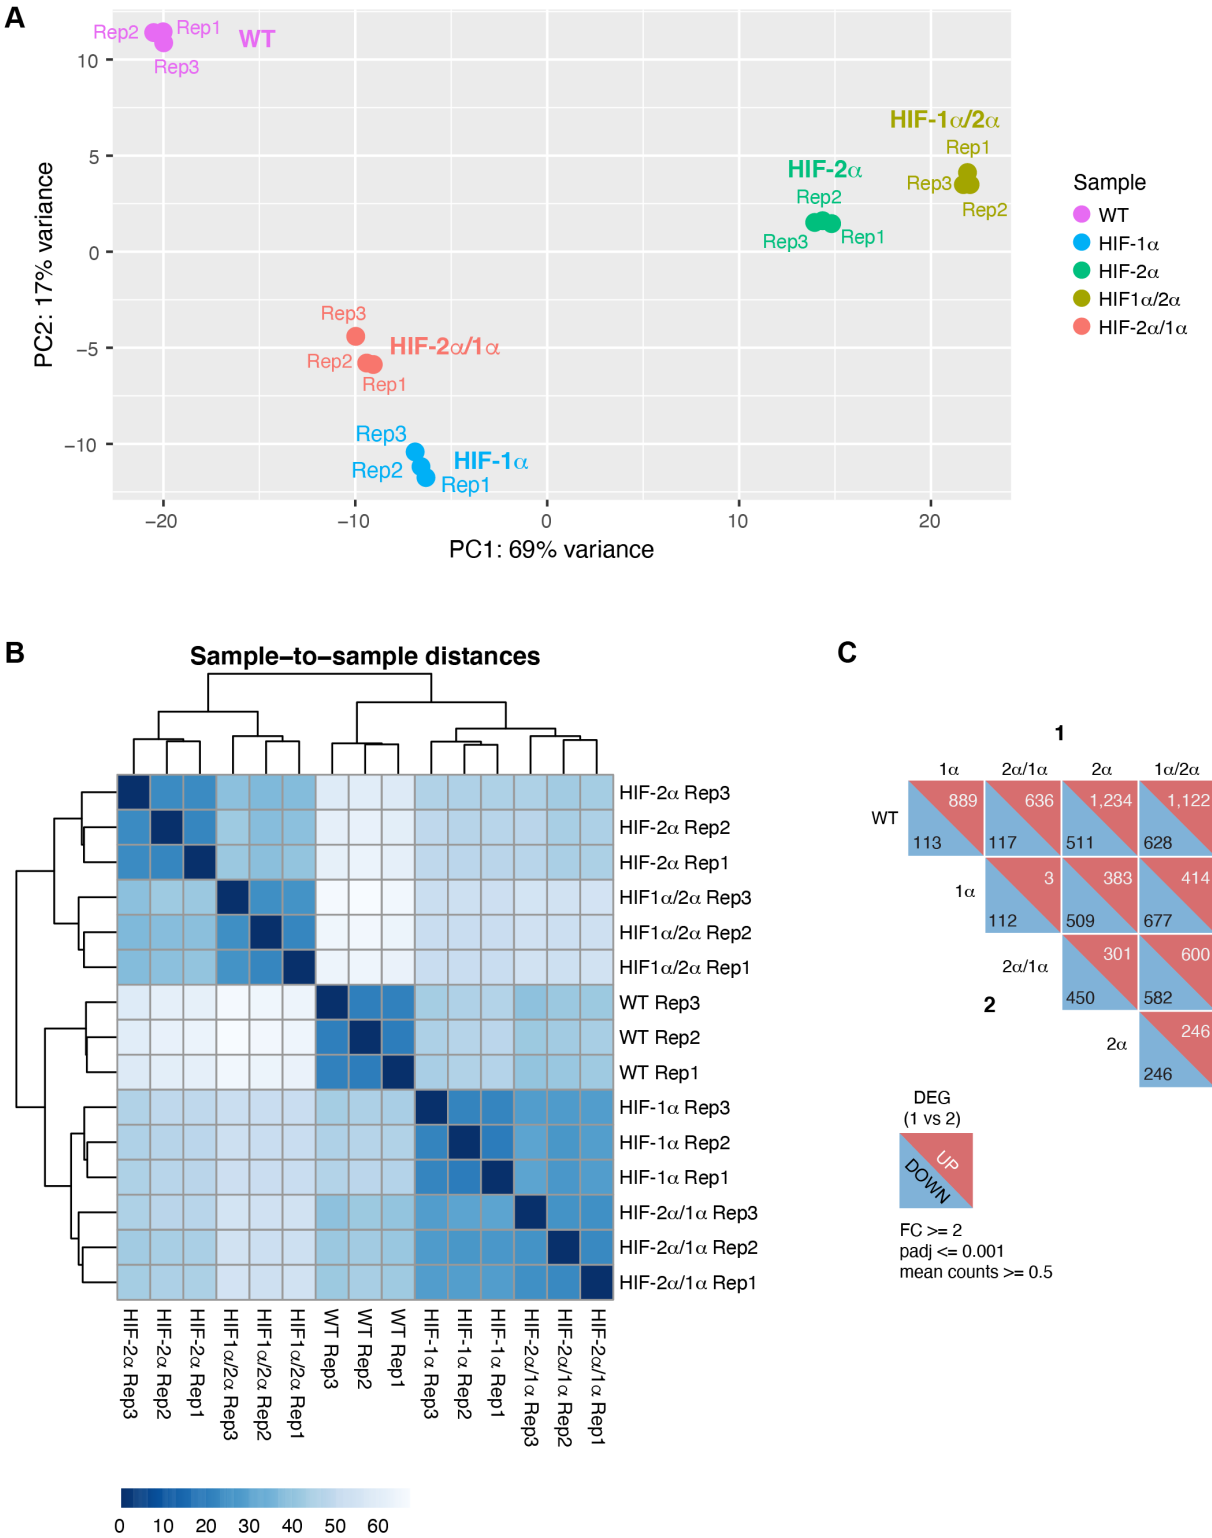 A
Rep2 Rep1 WT
Rep3
HIF-1α/2α
Rep1
Rep3
Rep2
HIF-2α
Rep2
Rep3 Rep1
Rep3
HIF-2α/1α
Rep2
Rep1
Rep3
HIF-1α
Rep2
Rep1
10
5
0
−5
−10
PC2: 17% variance
−20 −10 0 10 20
PC1: 69% variance
Sample
WT
HIF-1α
HIF-2α
HIF1α/2α
HIF-2α/1α
B
Sample−to−sample distances
HIF-2α Rep3
HIF-2α Rep2
HIF-2α Rep1
HIF1α/2α Rep3
HIF1α/2α Rep2
HIF1α/2α Rep1
WT Rep3
WT Rep2
WT Rep1
HIF-1α Rep3
HIF-1α Rep2
HIF-1α Rep1
HIF-2α/1α Rep3
HIF-2α/1α Rep2
HIF-2α/1α Rep1
HIF-2α Rep3
HIF-2α Rep2
HIF-2α Rep1
HIF1α/2α Rep3
HIF1α/2α Rep2
HIF1α/2α Rep1
WT Rep3
WT Rep2
WT Rep1
HIF-1α Rep3
HIF-1α Rep2
HIF-1α Rep1
HIF-2α/1α Rep3
HIF-2α/1α Rep2
HIF-2α/1α Rep1
0 10 20 30 40 50 60
C
1
1α 2α/1α 2α 1α/2α
WT
889 636 1,234 1,122
113 117 511 628
1α
3 383 414
112 509 677
2α/1α
301 600
450 582
2
2α
246
246
DEG
(1 vs 2)
UP
DOWN
FC >= 2
padj <= 0.001
mean counts >= 0.5